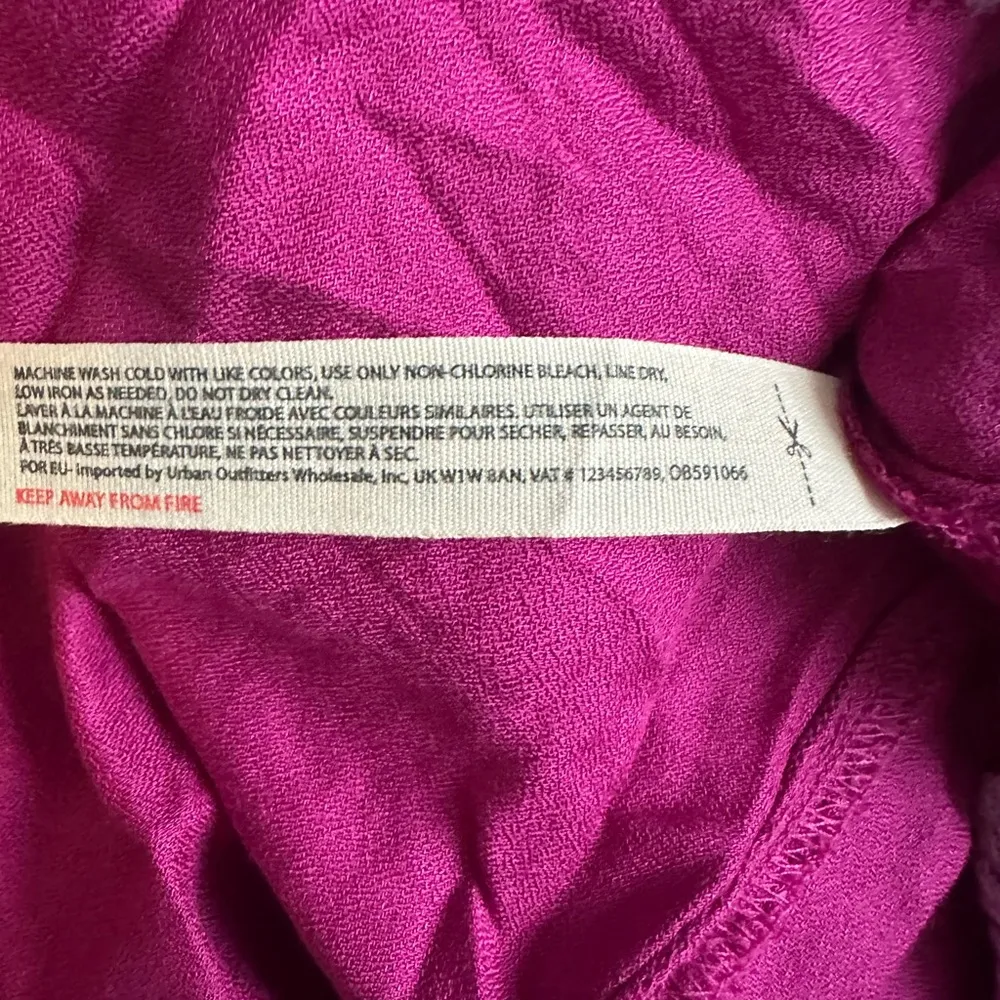 MACHINE WASH COLD WITH LIKE COLORS, USE ONLY NON-CHLORINE BLEACH, LINE DRY,
LOW IRON AS NEEDED, DO NOT DRY CLEAN.
LAVER À LA MACHINE À L'EAU FROIDE AVEC COULEURS SIMILAIRES. UTILISER UN AGENT DE
BLANCHIMENT SANS CHLORE SI NÉCESSAIRE, SUSPENDRE POUR SECHER, REPASSER, AU BESOIN,
À TRÈS BASSE TEMPÉRATURE, NE PAS NETTOYER À SEC.
FOR EU- imported by Urban Outfitters Wholesale, Inc, UK W1W 8AN, VAT # 123456789, OB591066
KEEP AWAY FROM FIRE